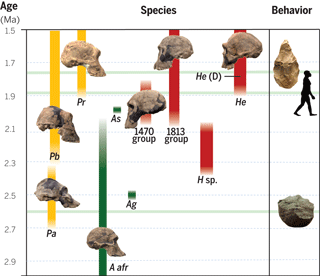 Age
Species
Behavior
(Ma)
1.5
1.7
1.9
2.1
2.3
2.5
2.7
2.9
Pr
As
He (D)
He
1470
group
1813
group
Pb
H sp.
Ag
Pa
A afr